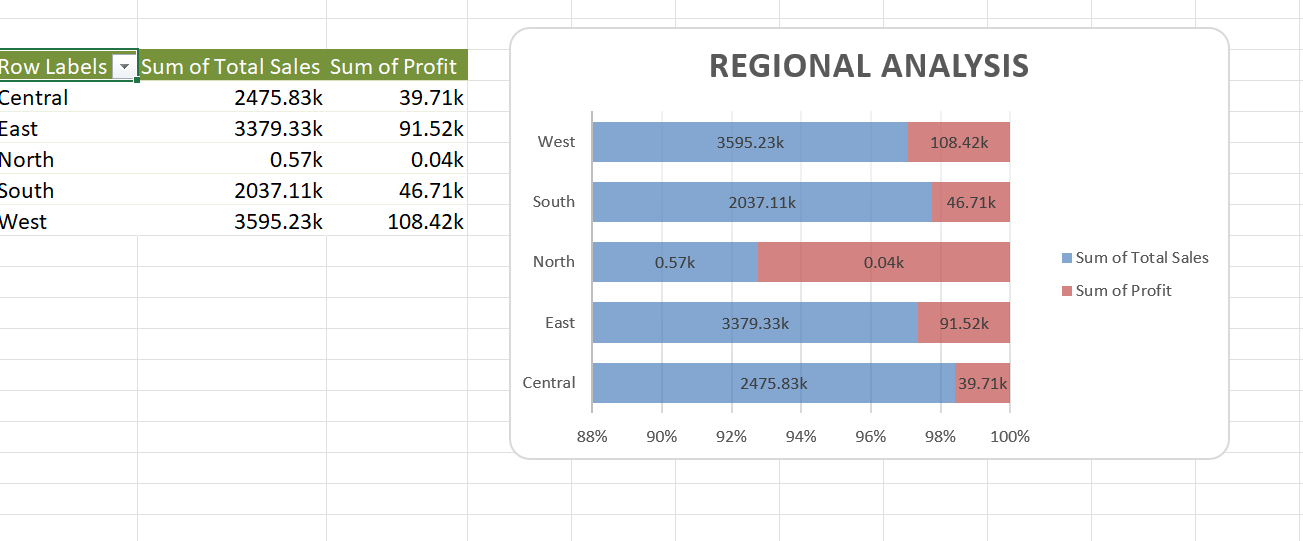 Row Labels Sum of Total Sales Sum of Profit
Central 2475.83k 39.71k
East 3379.33k 91.52k
North 0.57k 0.04k
South 2037.11k 46.71k
West 3595.23k 108.42k
REGIONAL ANALYSIS
West 3595.23k 108.42k
South 2037.11k 46.71k
North 0.57k 0.04k
East 3379.33k 91.52k
Central 2475.83k 39.71k
88% 90% 92% 94% 96% 98% 100%
Sum of Total Sales
Sum of Profit